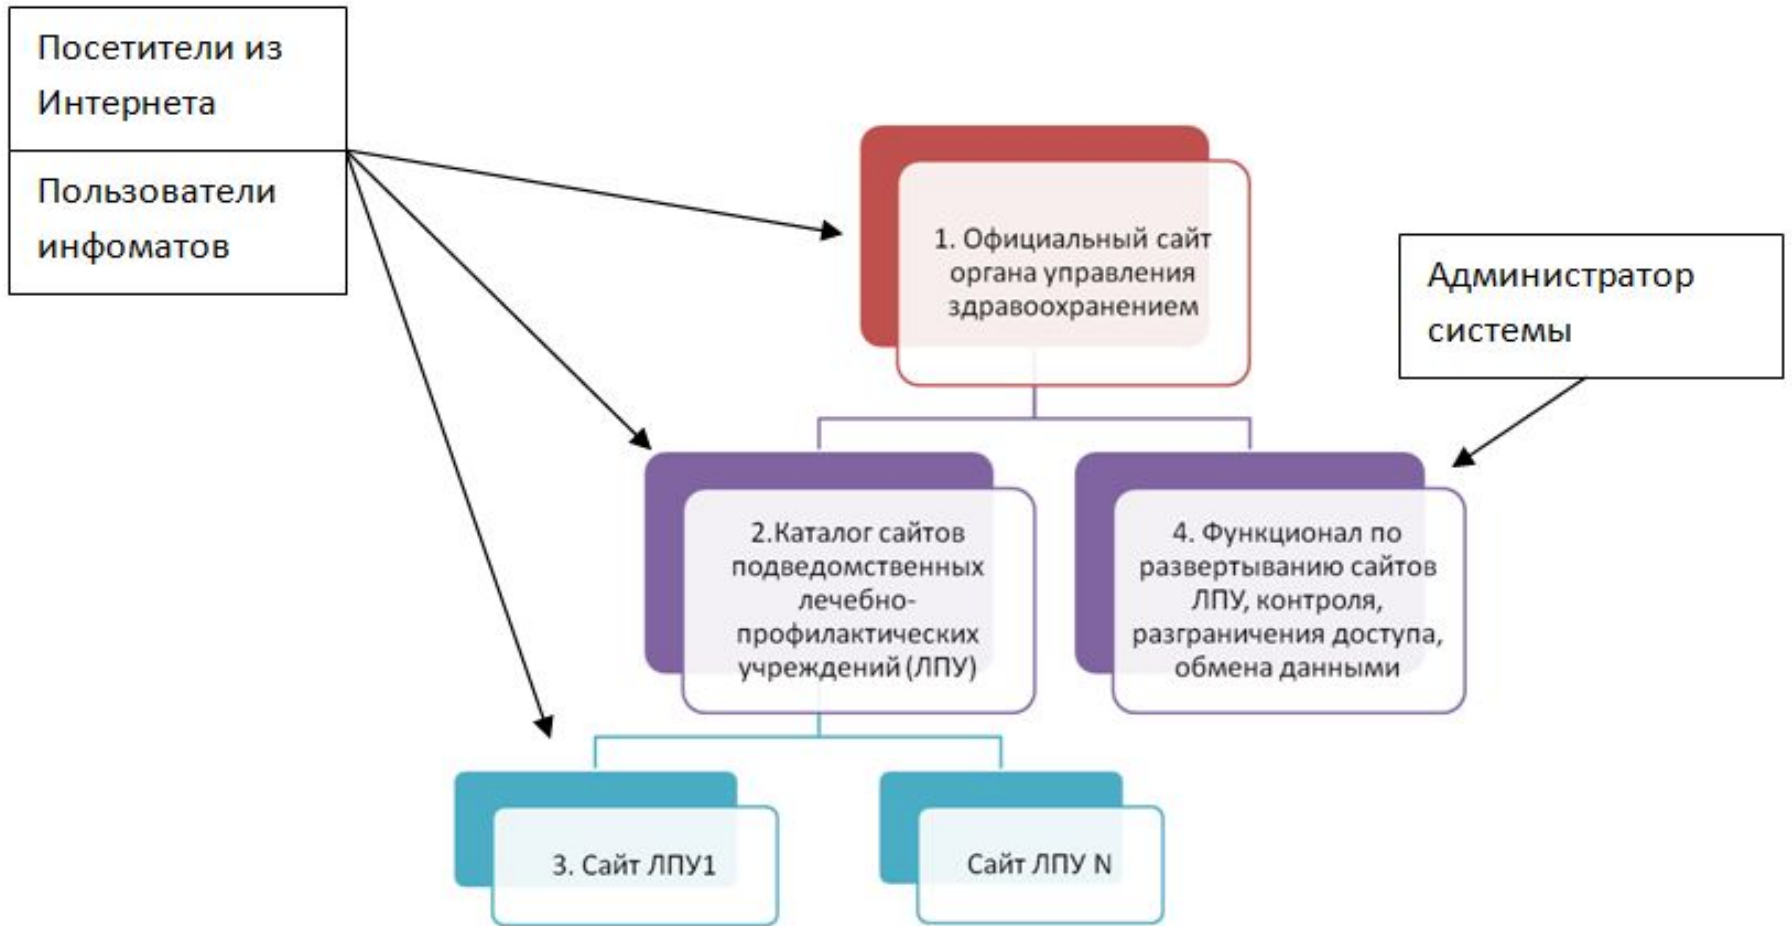 Посетители из
Интернета
Пользователи
инфоматов
1. Официальный сайт
органа управления
здравоохранением
Администратор
системы
2.Каталог сайтов
подведомственных
лечебно-
профилактических
учреждений (ЛПУ)
4. Функционал по
развертыванию сайтов
ЛПУ, контроля,
разграничения доступа,
обмена данными
3. Сайт ЛПУ1
Сайт ЛПУ N